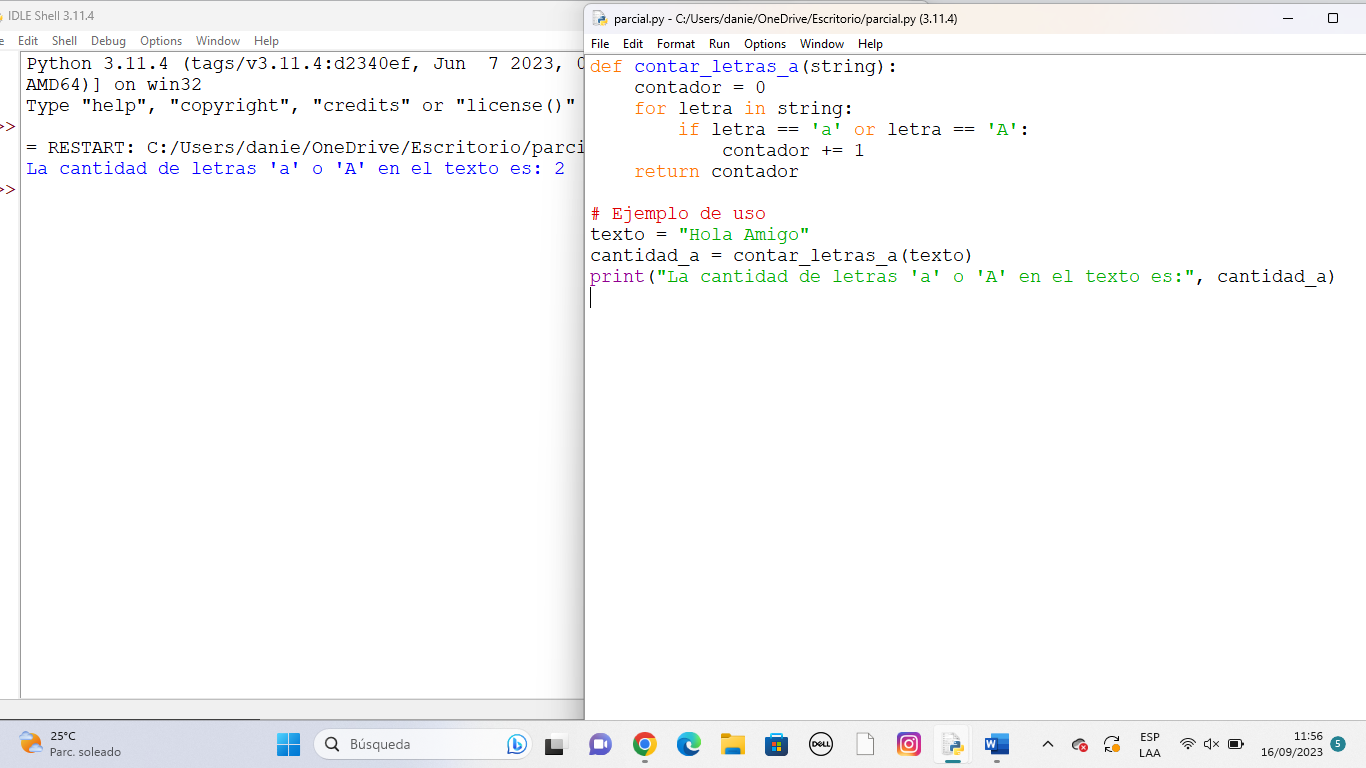 IDLE Shell 3.11.4
Edit Shell Debug Options Window Help
Python 3.11.4 (tags/v3.11.4:d2340ef, Jun  7 2023,
AMD64)] on win32
Type "help", "copyright", "credits" or "license()"
>>
= RESTART: C:/Users/danie/OneDrive/Escritorio/parci
La cantidad de letras 'a' o 'A' en el texto es: 2
>>
parcial.py - C:/Users/danie/OneDrive/Escritorio/parcial.py (3.11.4)
File Edit Format Run Options Window Help
def contar_letras_a(string):
    contador = 0
    for letra in string:
        if letra == 'a' or letra == 'A':
            contador += 1
    return contador
# Ejemplo de uso
texto = "Hola Amigo"
cantidad_a = contar_letras_a(texto)
print("La cantidad de letras 'a' o 'A' en el texto es:", cantidad_a)
25°C
Parc. soleado
Búsqueda
DELL
ESP
LAA
11:56
16/09/2023
5